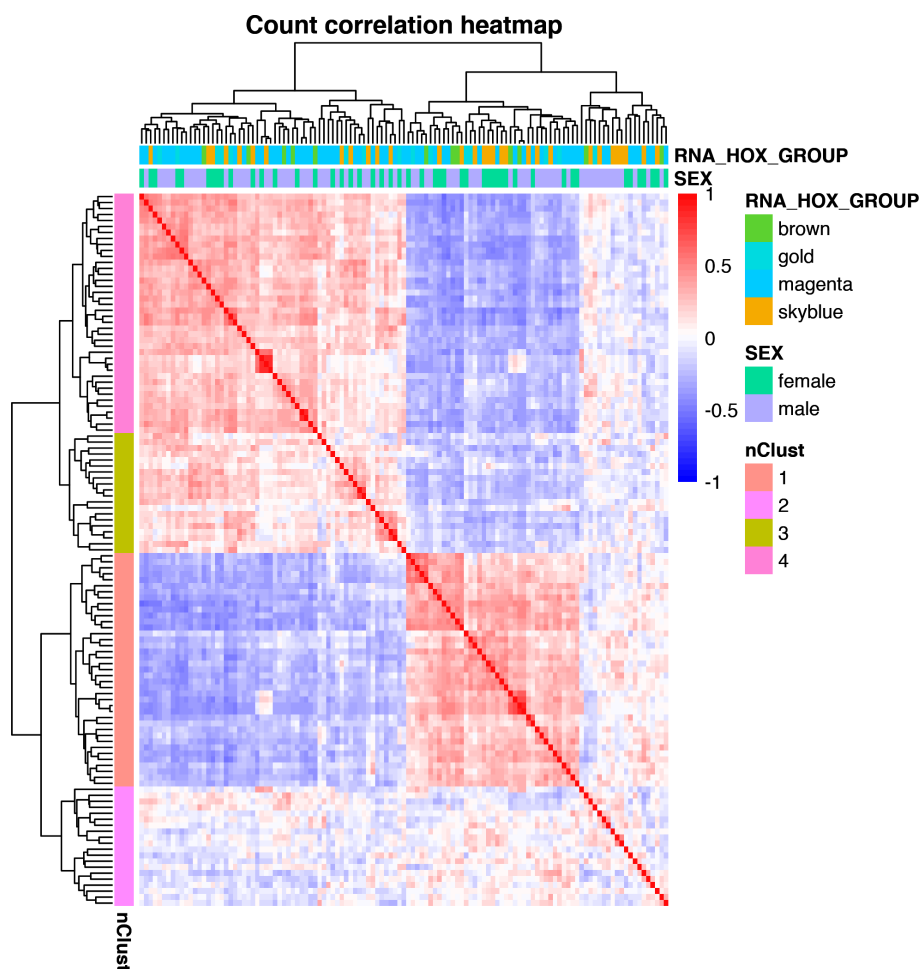 Count correlation heatmap
RNA_HOX_GROUP
SEX
1
0.5
0
-0.5
-1
RNA_HOX_GROUP
brown
gold
magenta
skyblue
SEX
female
male
nClust
1
2
3
4
nClust